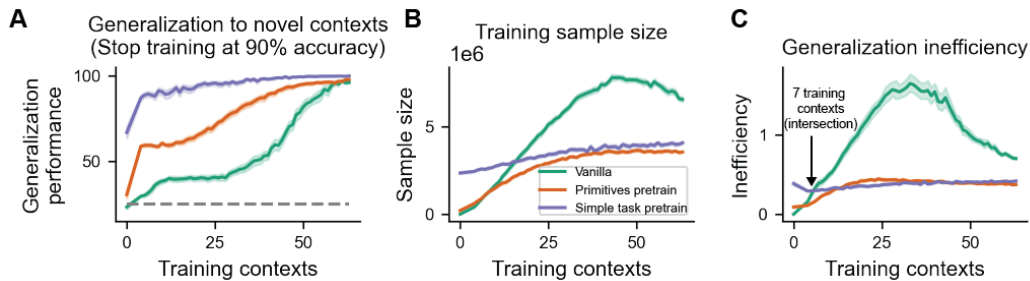 A
Generalization to novel contexts
(Stop training at 90% accuracy)
Generalization
performance
100
50
0
25
50
Training contexts
B
Training sample size
1e6
Sample size
5
0
Vanilla
Primitives pretrain
Simple task pretrain
0
25
50
Training contexts
C
Generalization inefficiency
Inefficiency
1
0
7 training
contexts
(intersection)
0
25
50
Training contexts